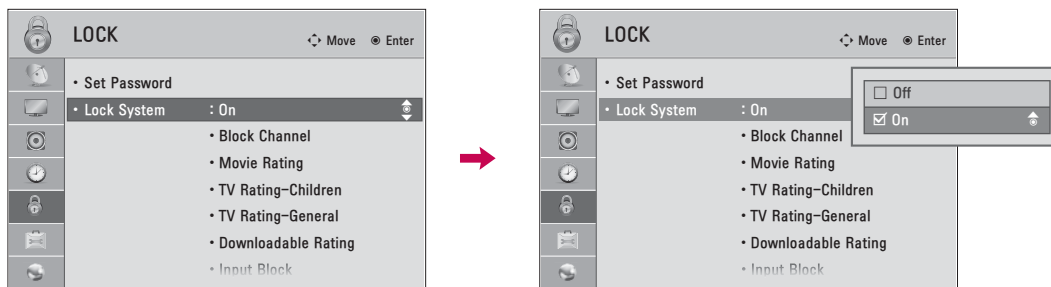 LOCK
Move Enter
• Set Password
• Lock System : On
• Block Channel
• Movie Rating
• TV Rating-Children
• TV Rating-General
• Downloadable Rating
• Input Block
LOCK
Move Enter
• Set Password
• Lock System : On
• Block Channel
• Movie Rating
• TV Rating-Children
• TV Rating-General
• Downloadable Rating
• Input Block
Off
On